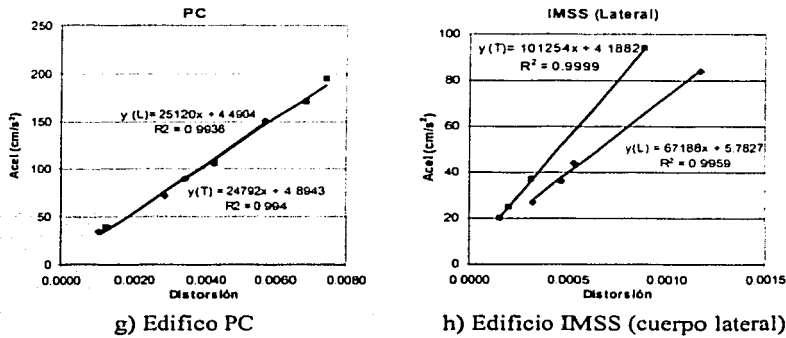 PC
250
200
150
100
50
0
Acel (cm/s²)
y (L)= 25120x + 4.4904
R2 = 0.9936
y(T)= 24792x + 4.8943
R2 = 0.994
0.0000 0.0020 0.0040 0.0060 0.0080
Distorsión
g) Edifico PC
IMSS (Lateral)
100
80
60
40
20
0
Acel (cm/s²)
y (T)= 101254x + 4.1882
R² = 0.9999
y(L)= 67188x + 5.7827
R² = 0.9959
0.0000 0.0005 0.0010 0.0015
Distorsión
h) Edificio IMSS (cuerpo lateral)